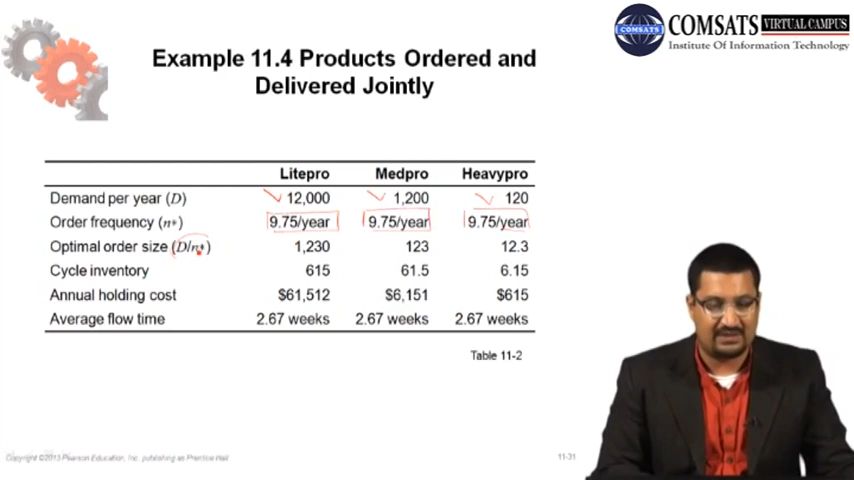 COMSATS
COMSATS VIRTUAL CAMPUS
Institute Of Information Technology
Example 11.4 Products Ordered and
Delivered Jointly
Litepro Medpro Heavypro
Demand per year (D) 12,000 1,200 120
Order frequency (n*) 9.75/year 9.75/year 9.75/year
Optimal order size (D/n*) 1,230 123 12.3
Cycle inventory 615 61.5 6.15
Annual holding cost $61,512 $6,151 $615
Average flow time 2.67 weeks 2.67 weeks 2.67 weeks
Table 11-2
Copyright ©2013 Pearson Education, Inc. publishing as Prentice Hall
11-31